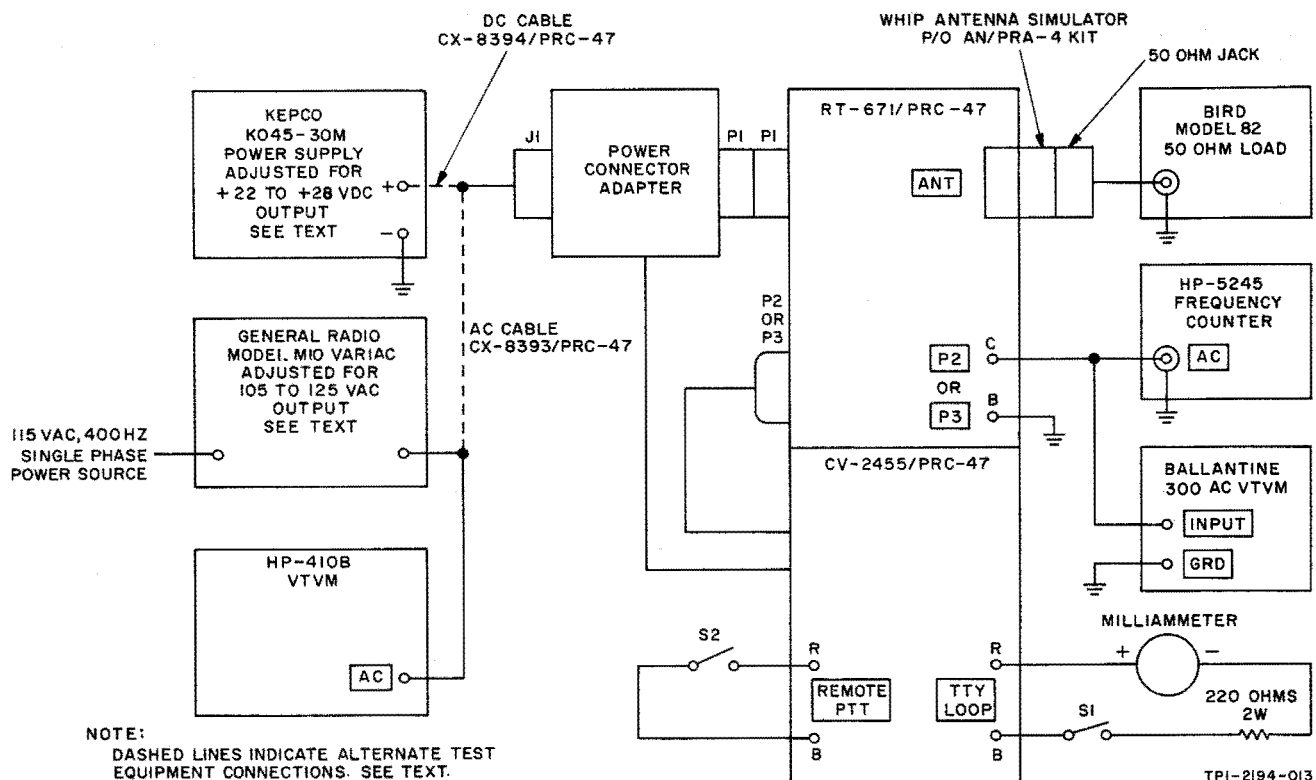 DC CABLE
CX-8394/PRC-47
WHIP ANTENNA SIMULATOR
P/O AN/PRA-4 KIT
50 OHM JACK
KEPCO
KO45-30M
POWER SUPPLY
ADJUSTED FOR
+22 TO +28 VDC
OUTPUT
SEE TEXT
+
-
J1
POWER
CONNECTOR
ADAPTER
P1
P1
RT-671/PRC-47
ANT
BIRD
MODEL 82
50 OHM LOAD
GENERAL RADIO
MODEL M10 VARIAC
ADJUSTED FOR
105 TO 125 VAC
OUTPUT
SEE TEXT
AC CABLE
CX-8393/PRC-47
P2
OR
P3
P2
OR
P3
C
B
HP-5245
FREQUENCY
COUNTER
AC
115 VAC, 400HZ
SINGLE PHASE
POWER SOURCE
CV-2455/PRC-47
BALLANTINE
300 AC VTVM
INPUT
GRD
HP-410B
VTVM
AC
S2
R
REMOTE
PTT
B
R
TTY
LOOP
B
MILLIAMMETER
+
-
S1
220 OHMS
2W
NOTE:
DASHED LINES INDICATE ALTERNATE TEST
EQUIPMENT CONNECTIONS. SEE TEXT.
TP1-2194-013